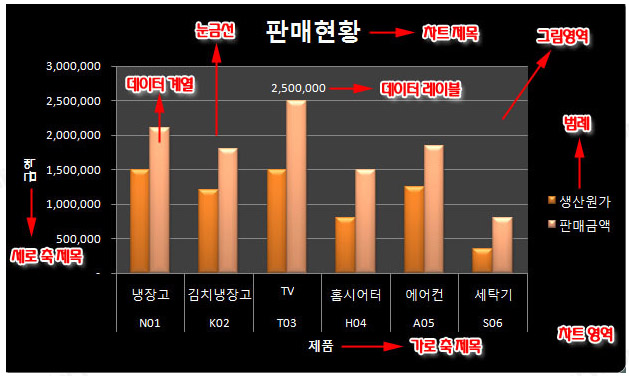 판매현황
차트 제목
눈금선
그림영역
3,000,000
데이터 계열
2,500,000
데이터 레이블
2,500,000
2,000,000
범례
1,500,000
금액
생산원가
1,000,000
판매금액
500,000
세로 축 제목
-
냉장고 김치냉장고 TV 홈시어터 에어컨 세탁기
N01 K02 T03 H04 A05 S06
차트 영역
제품
가로 축 제목